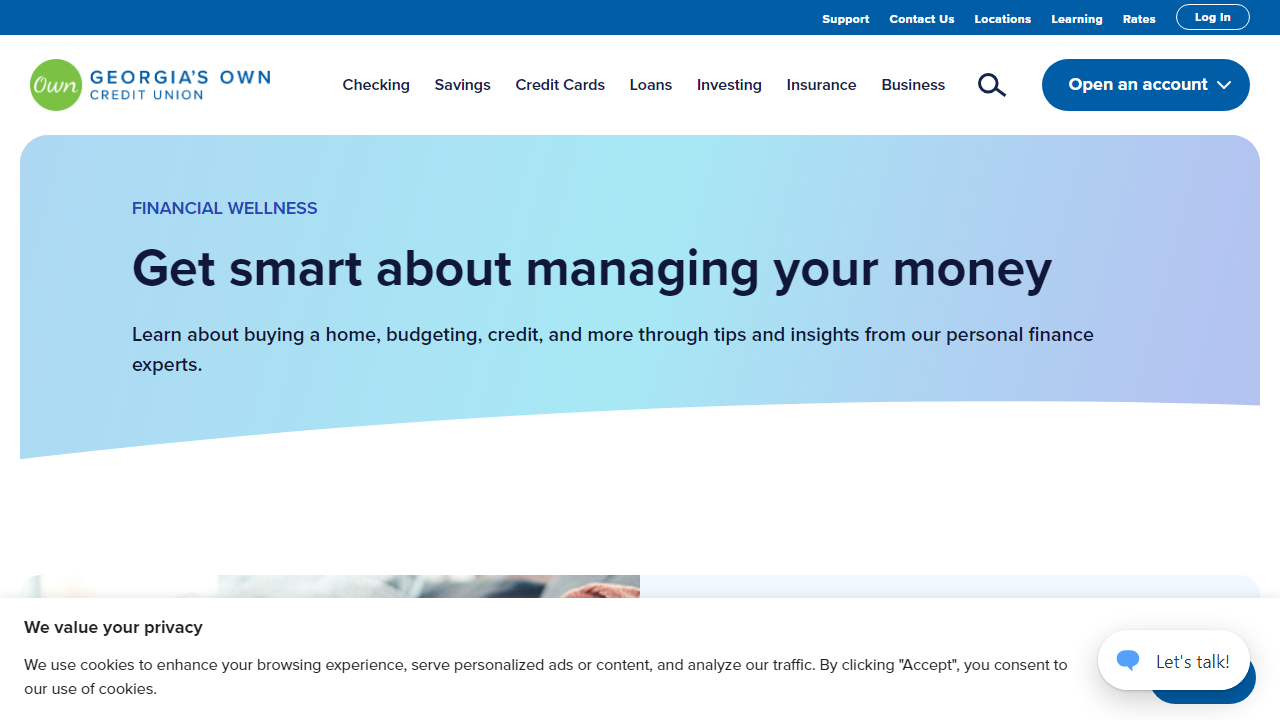 Support Contact Us Locations Learning Rates Log In
Own GEORGIA'S OWN
CREDIT UNION
Checking Savings Credit Cards Loans Investing Insurance Business Open an account
FINANCIAL WELLNESS
Get smart about managing your money
Learn about buying a home, budgeting, credit, and more through tips and insights from our personal finance
experts.
We value your privacy
We use cookies to enhance your browsing experience, serve personalized ads or content, and analyze our traffic. By clicking "Accept", you consent to
our use of cookies.
Let's talk!